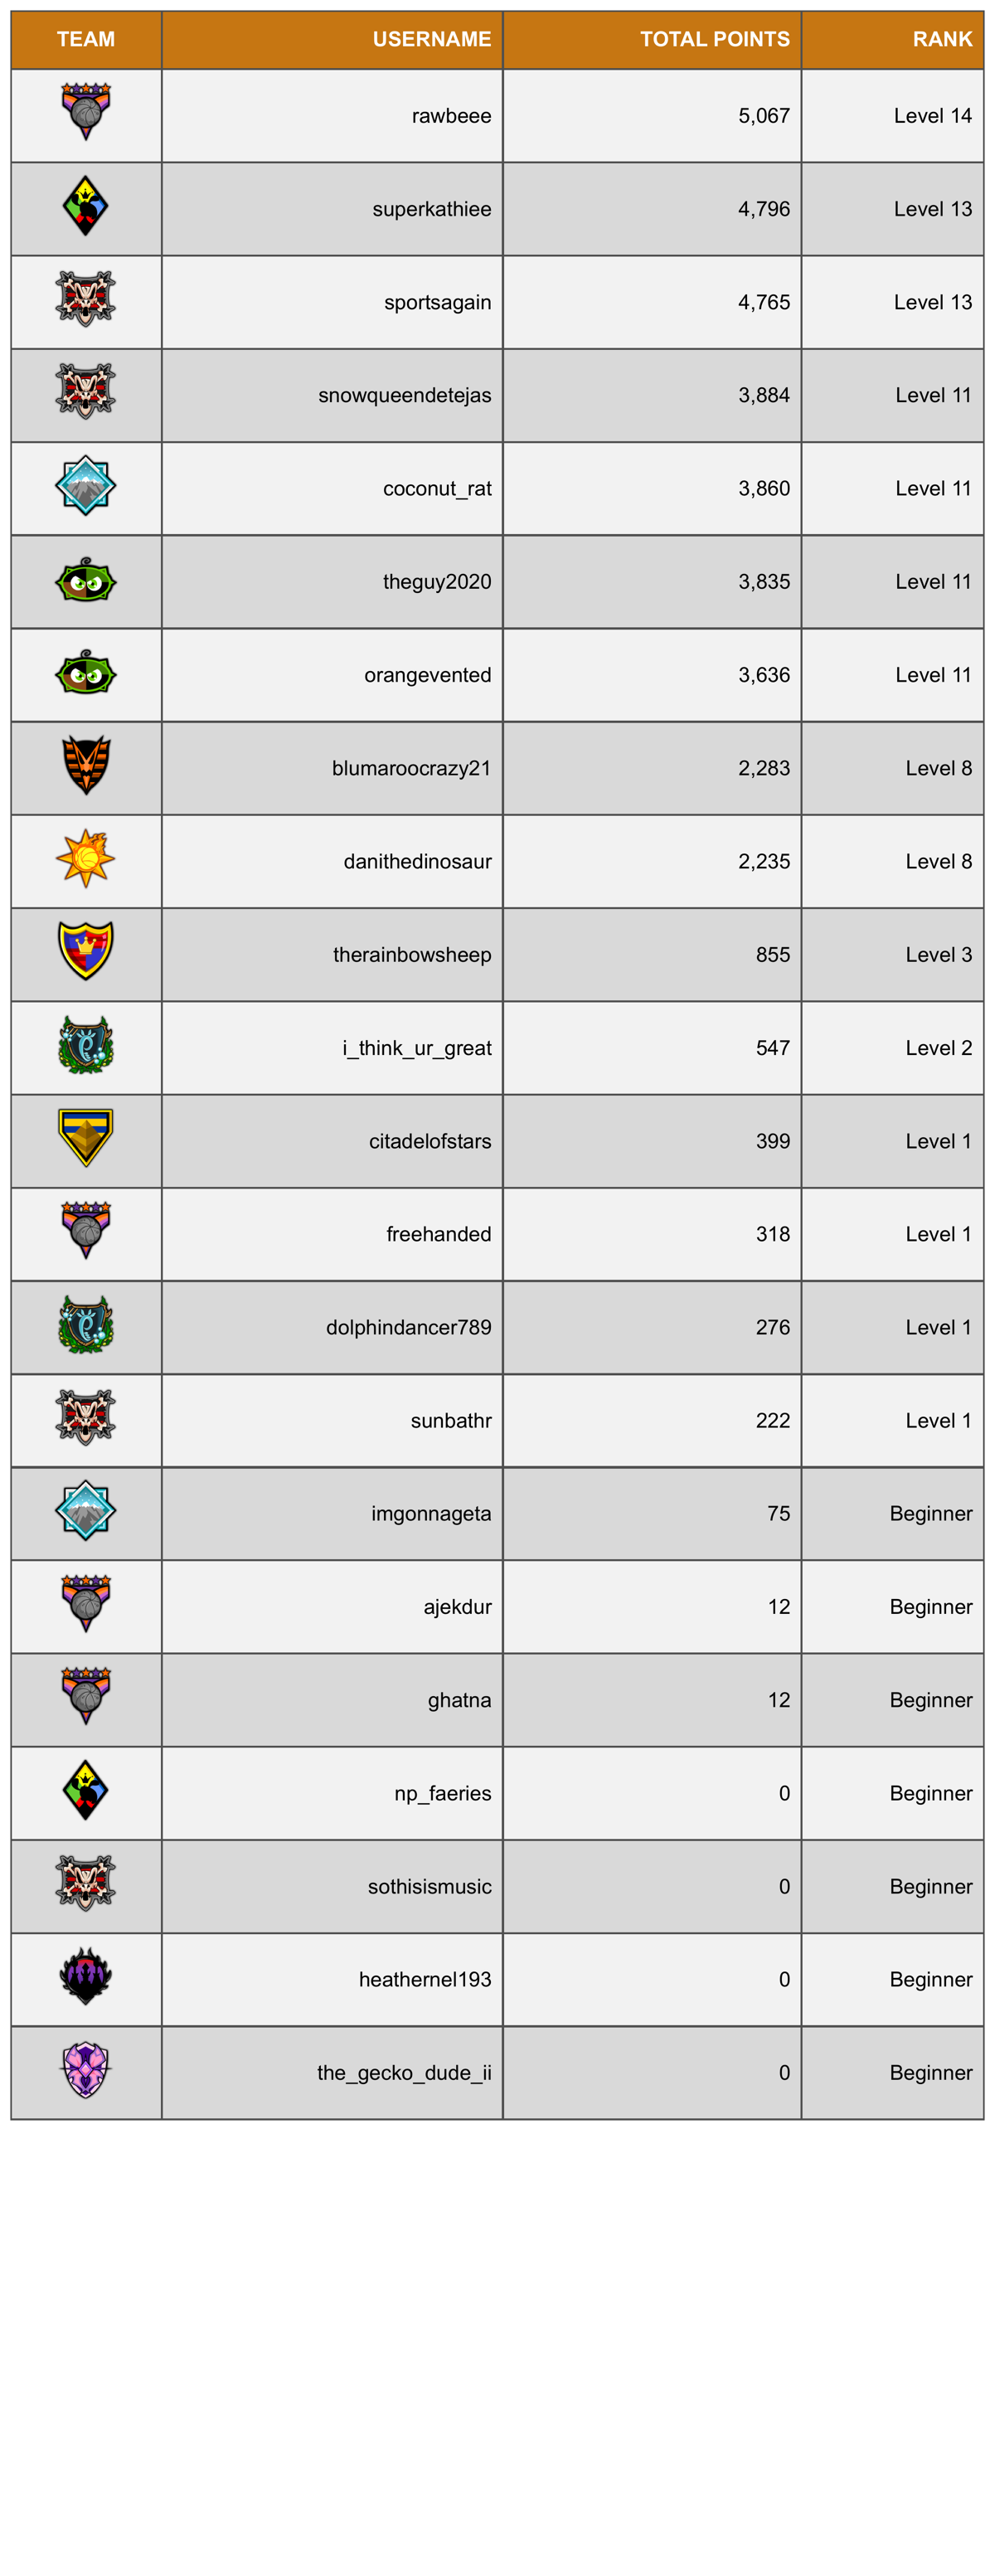 TEAM USERNAME TOTAL POINTS RANK
rawbeee 5,067 Level 14
superkathiee 4,796 Level 13
sportsagain 4,765 Level 13
snowqueendetejas 3,884 Level 11
coconut_rat 3,860 Level 11
theguy2020 3,835 Level 11
orangevented 3,636 Level 11
blumaroocrazy21 2,283 Level 8
danithedinosaur 2,235 Level 8
therainbowsheep 855 Level 3
i_think_ur_great 547 Level 2
citadelofstars 399 Level 1
freehanded 318 Level 1
dolphindancer789 276 Level 1
sunbathr 222 Level 1
imgonnageta 75 Beginner
ajekdur 12 Beginner
ghatna 12 Beginner
np_faeries 0 Beginner
sothisismusic 0 Beginner
heathernel193 0 Beginner
the_gecko_dude_ii 0 Beginner